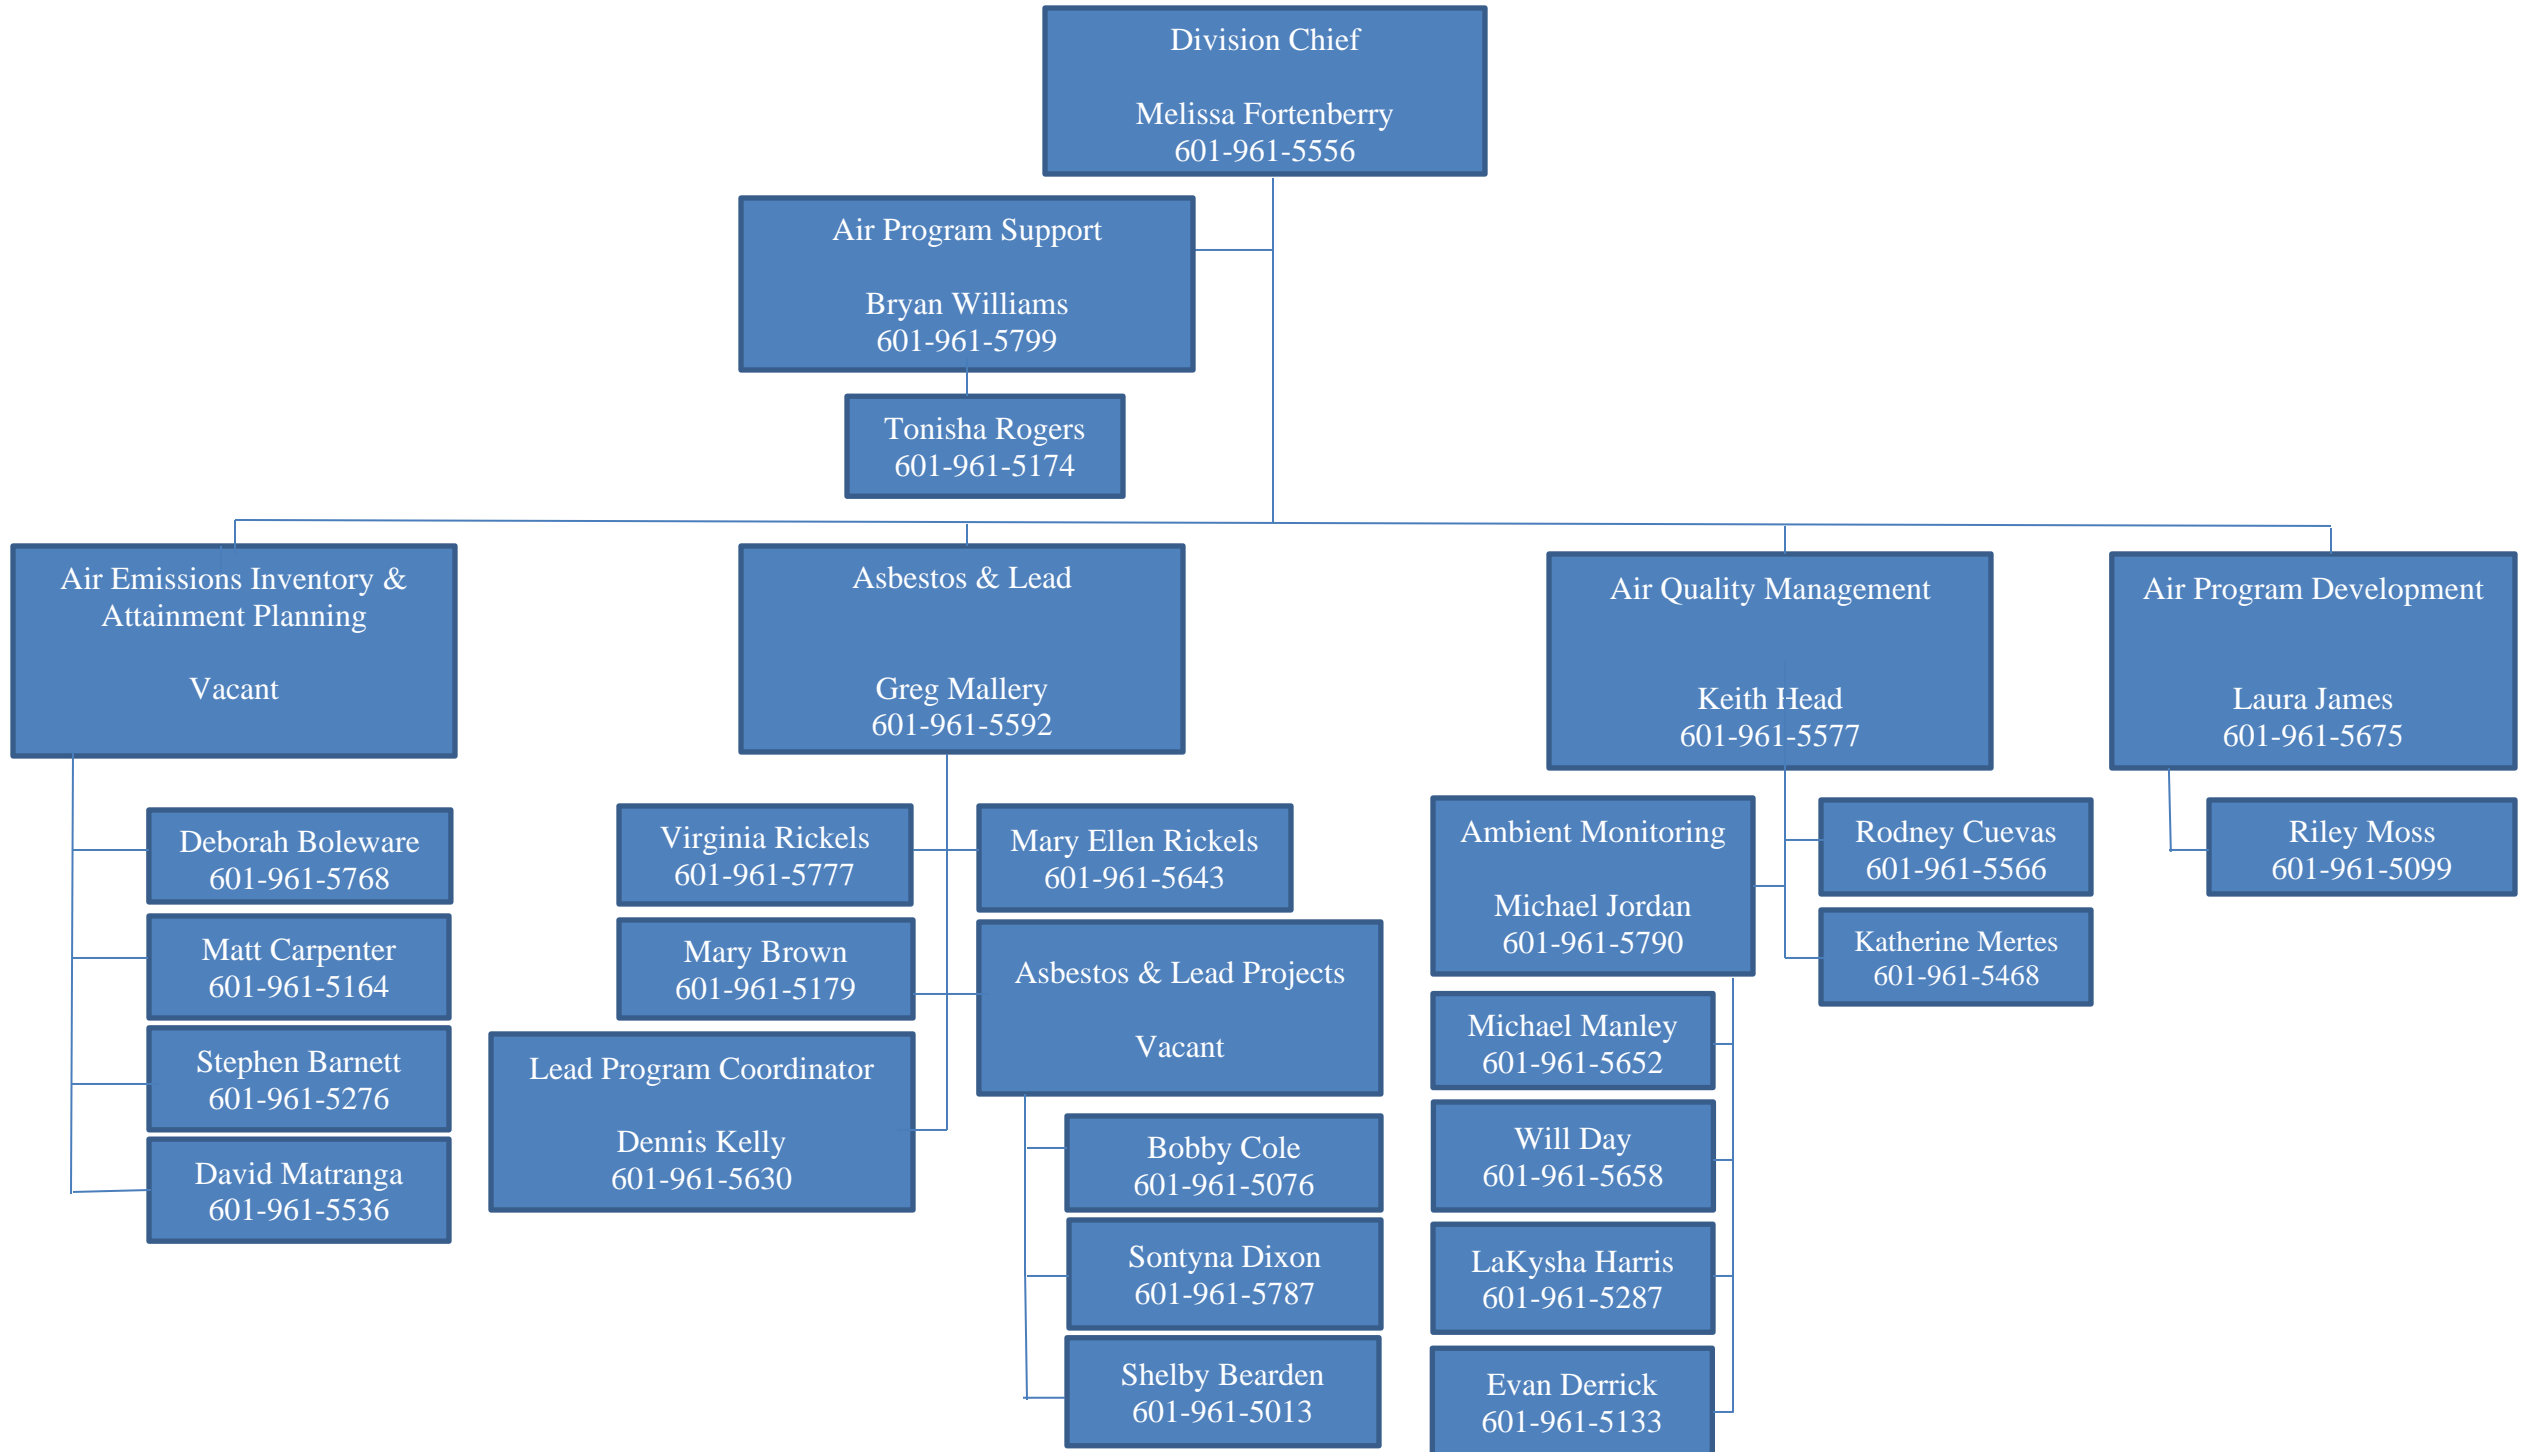 Division Chief
Melissa Fortenberry
601-961-5556
Air Program Support
Bryan Williams
601-961-5799
Tonisha Rogers
601-961-5174
Air Emissions Inventory &
Attainment Planning
Vacant
Deborah Boleware
601-961-5768
Matt Carpenter
601-961-5164
Stephen Barnett
601-961-5276
David Matranga
601-961-5536
Asbestos & Lead
Greg Mallery
601-961-5592
Virginia Rickels
601-961-5777
Mary Brown
601-961-5179
Lead Program Coordinator
Dennis Kelly
601-961-5630
Mary Ellen Rickels
601-961-5643
Asbestos & Lead Projects
Vacant
Bobby Cole
601-961-5076
Sontyna Dixon
601-961-5787
Shelby Bearden
601-961-5013
Air Quality Management
Keith Head
601-961-5577
Ambient Monitoring
Michael Jordan
601-961-5790
Michael Manley
601-961-5652
Will Day
601-961-5658
LaKysha Harris
601-961-5287
Evan Derrick
601-961-5133
Rodney Cuevas
601-961-5566
Katherine Mertes
601-961-5468
Air Program Development
Laura James
601-961-5675
Riley Moss
601-961-5099